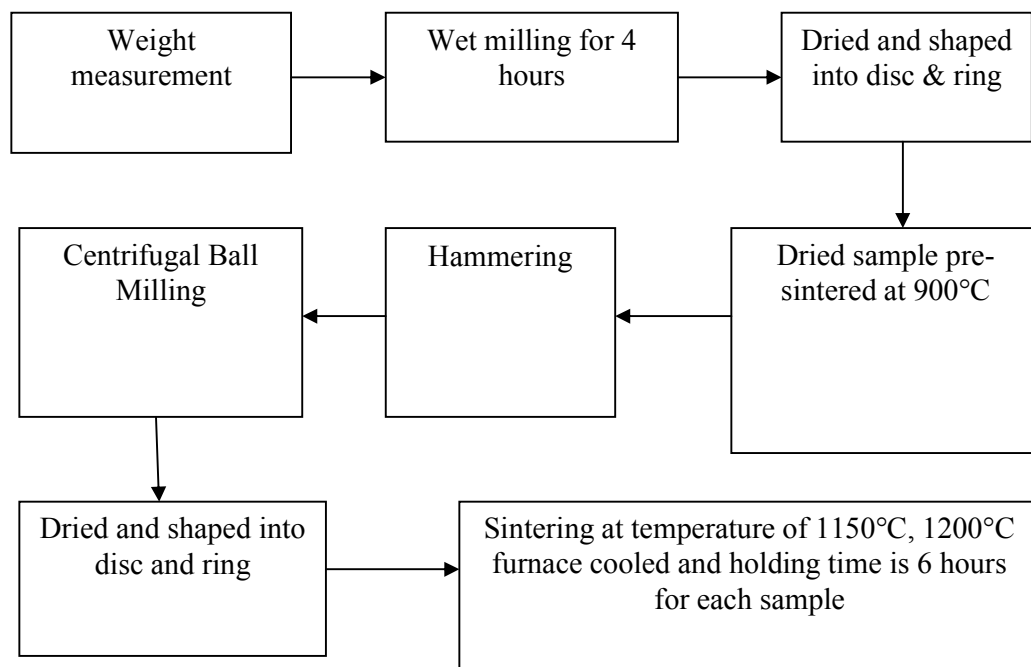 Weight
measurement
Wet milling for 4
hours
Dried and shaped
into disc & ring
Dried sample pre-
sintered at 900°C
Hammering
Centrifugal Ball
Milling
Dried and shaped into
disc and ring
Sintering at temperature of 1150°C, 1200°C
furnace cooled and holding time is 6 hours
for each sample